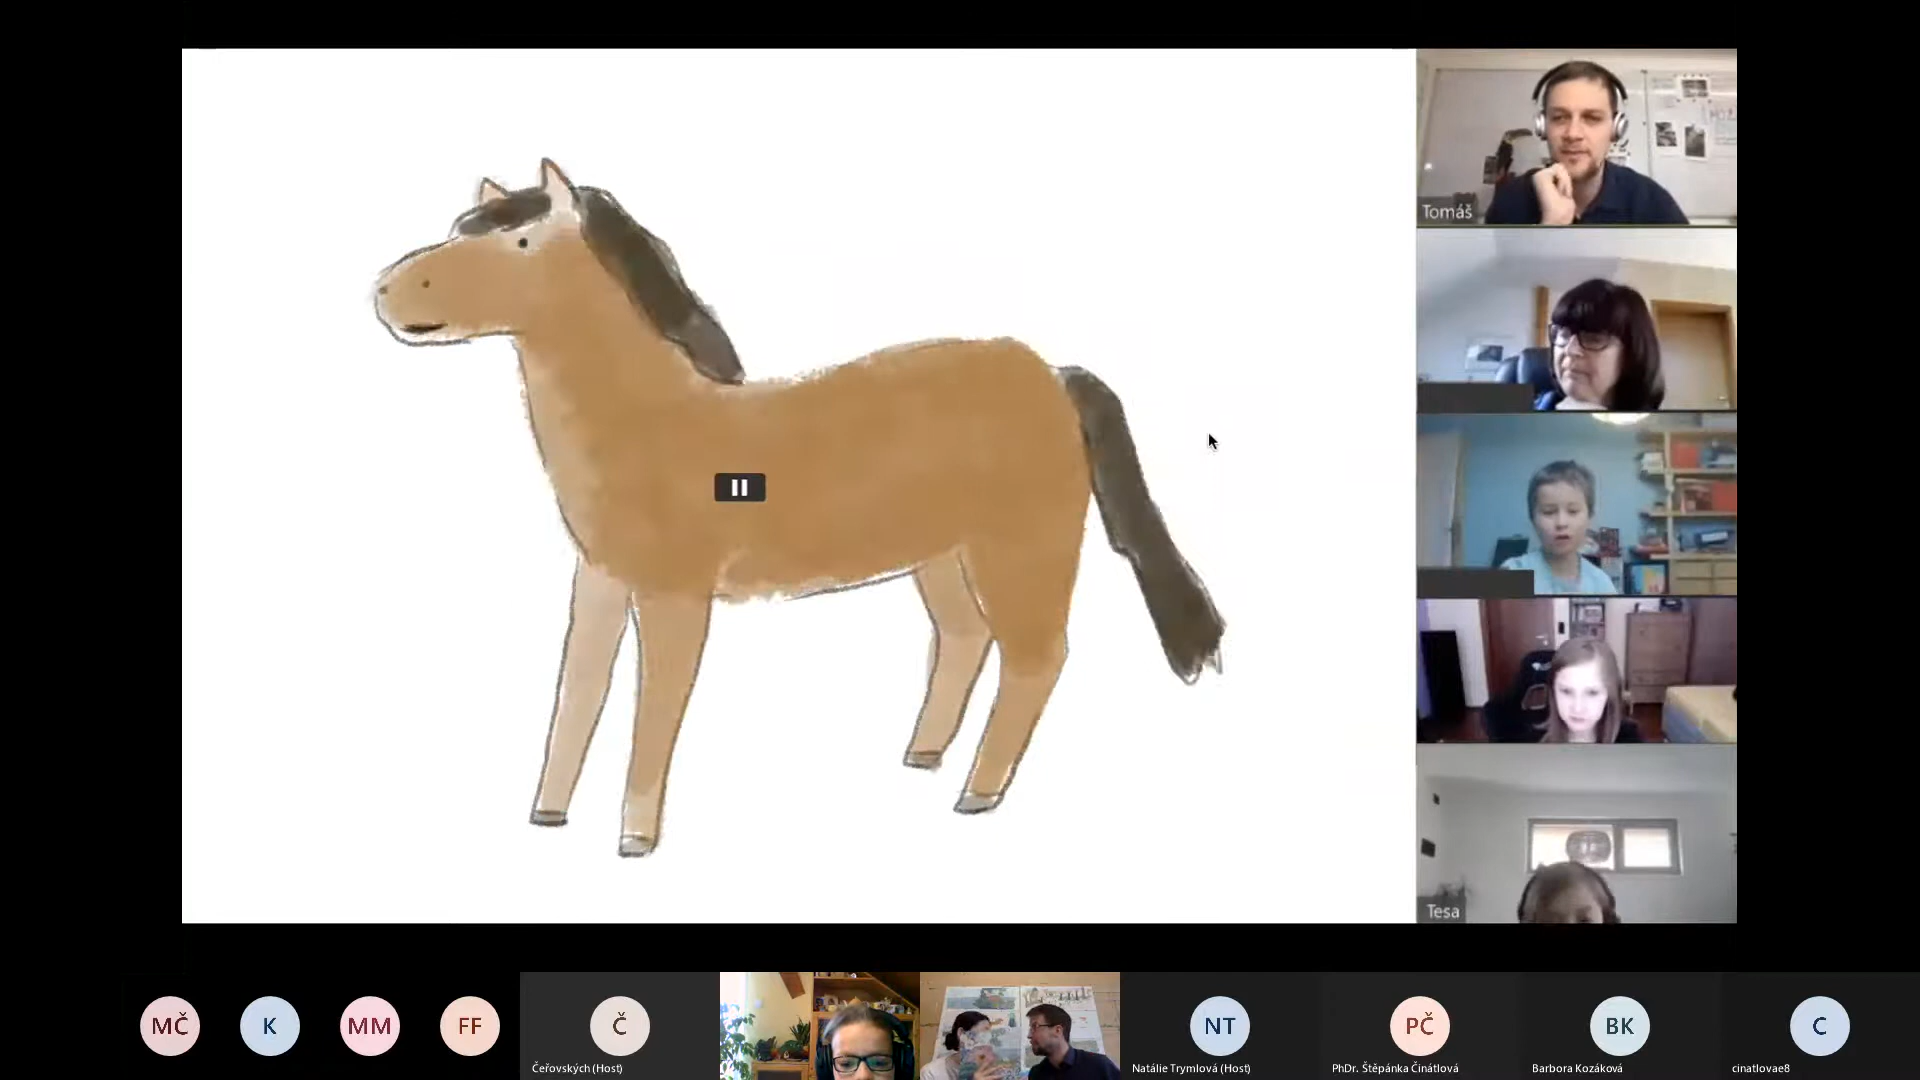 Tomáš
Tesa
MČ
K
MM
FF
Č
NT
PČ
BK
C
Čeřovských (Host)
Natálie Trymlová (Host)
PhDr. Štěpánka Činátlová
Barbora Kozáková
cinatlovae8